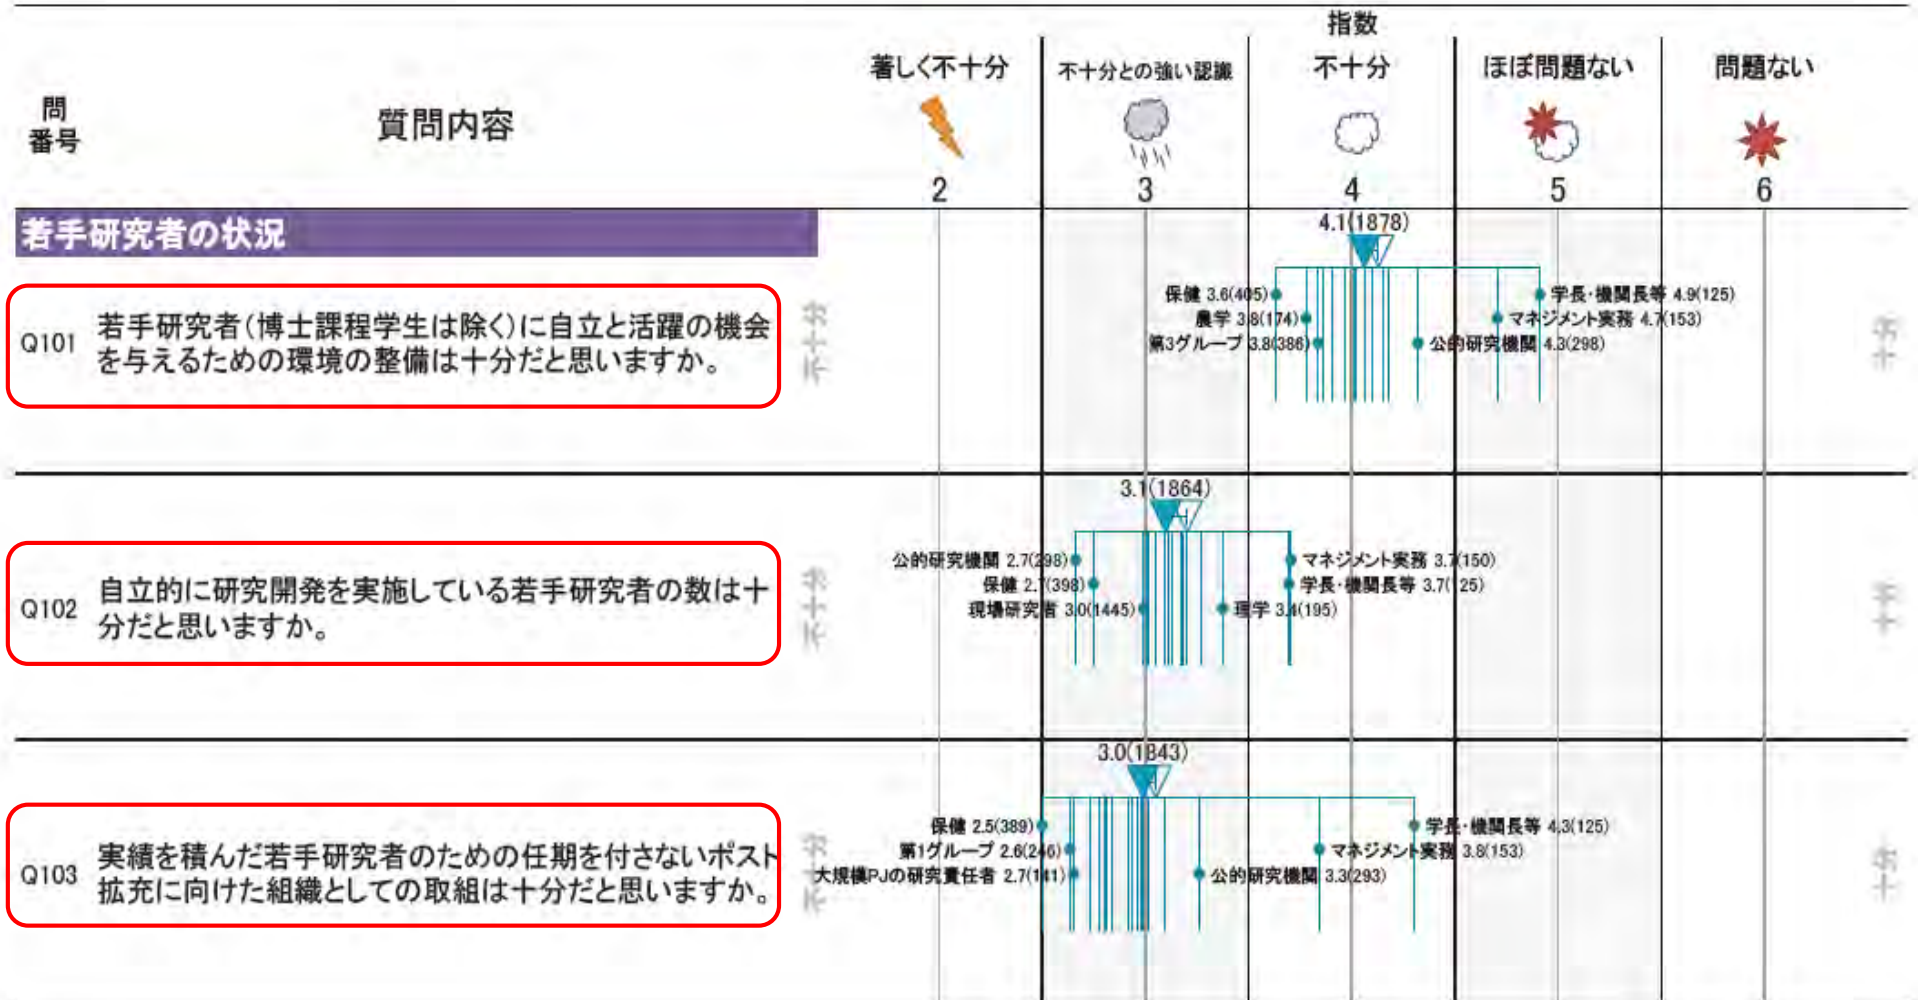 指数
問
番号
質問内容
著しく不十分
不十分との強い認識
不十分
ほぼ問題ない
問題ない
2
3
4
5
6
若手研究者の状況
4.1(1878)
Q101
若手研究者(博士課程学生は除く)に自立と活躍の機会
を与えるための環境の整備は十分だと思いますか。
不十分
保健 3.6(405)
農学 3.8(174)
第3グループ 3.8(386)
学長・機関長等 4.9(125)
マネジメント実務 4.7(153)
公的研究機関 4.3(298)
十分
3.1(1864)
Q102
自立的に研究開発を実施している若手研究者の数は十
分だと思いますか。
不十分
公的研究機関 2.7(298)
保健 2.7(398)
現場研究者 3.0(1445)
マネジメント実務 3.7(150)
学長・機関長等 3.7(125)
理学 3.4(195)
十分
3.0(1843)
Q103
実績を積んだ若手研究者のための任期を付さないポスト
拡充に向けた組織としての取組は十分だと思いますか。
不十分
保健 2.5(389)
第1グループ 2.6(246)
大規模PJの研究責任者 2.7(141)
学長・機関長等 4.3(125)
マネジメント実務 3.8(153)
公的研究機関 3.3(293)
十分